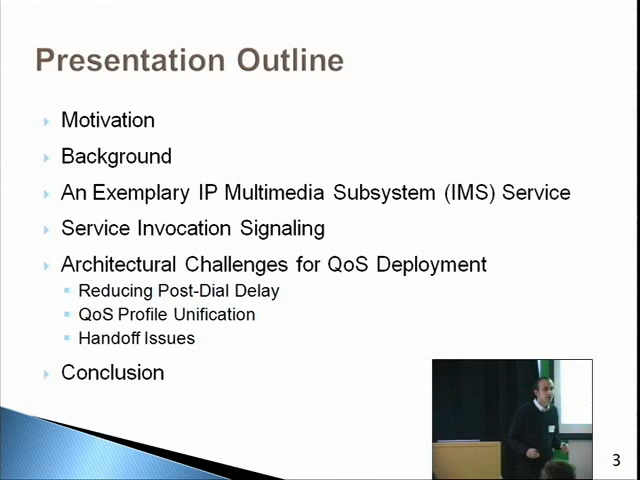 Presentation Outline
Motivation
Background
An Exemplary IP Multimedia Subsystem (IMS) Service
Service Invocation Signaling
Architectural Challenges for QoS Deployment
Reducing Post-Dial Delay
QoS Profile Unification
Handoff Issues
Conclusion
3